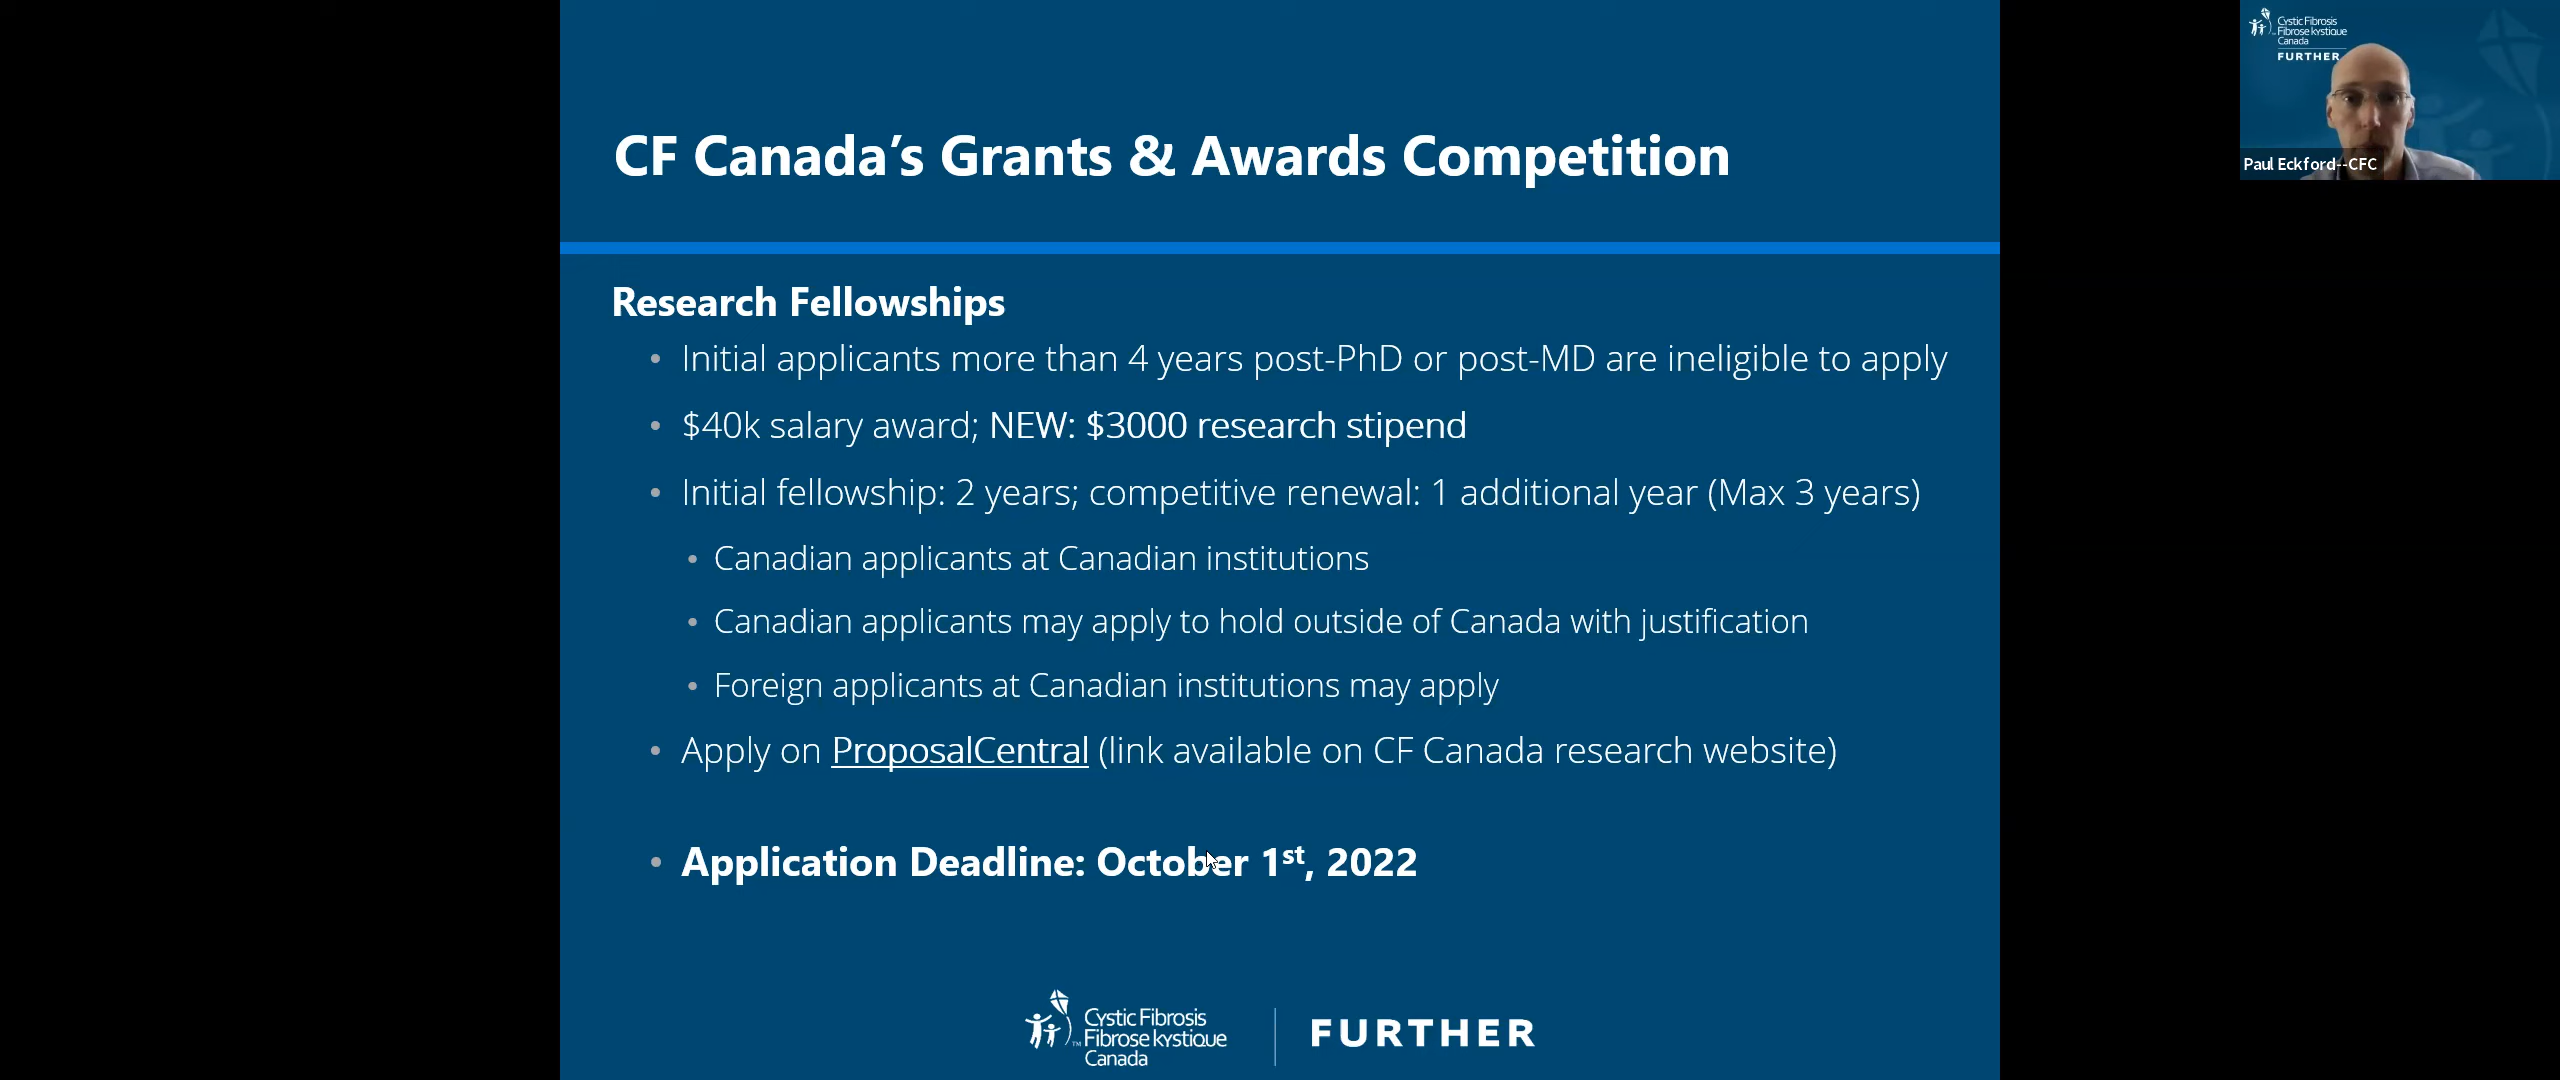 CF Canada’s Grants & Awards Competition
Research Fellowships
• Initial applicants more than 4 years post-PhD or post-MD are ineligible to apply
• $40k salary award; NEW: $3000 research stipend
• Initial fellowship: 2 years; competitive renewal: 1 additional year (Max 3 years)
• Canadian applicants at Canadian institutions
• Canadian applicants may apply to hold outside of Canada with justification
• Foreign applicants at Canadian institutions may apply
• Apply on ProposalCentral (link available on CF Canada research website)
• Application Deadline: October 1st, 2022
Cystic Fibrosis
Fibrose kystique
Canada
™
FURTHER
Cystic Fibrosis
Fibrose kystique
Canada
FURTHER
Paul Eckford--CFC